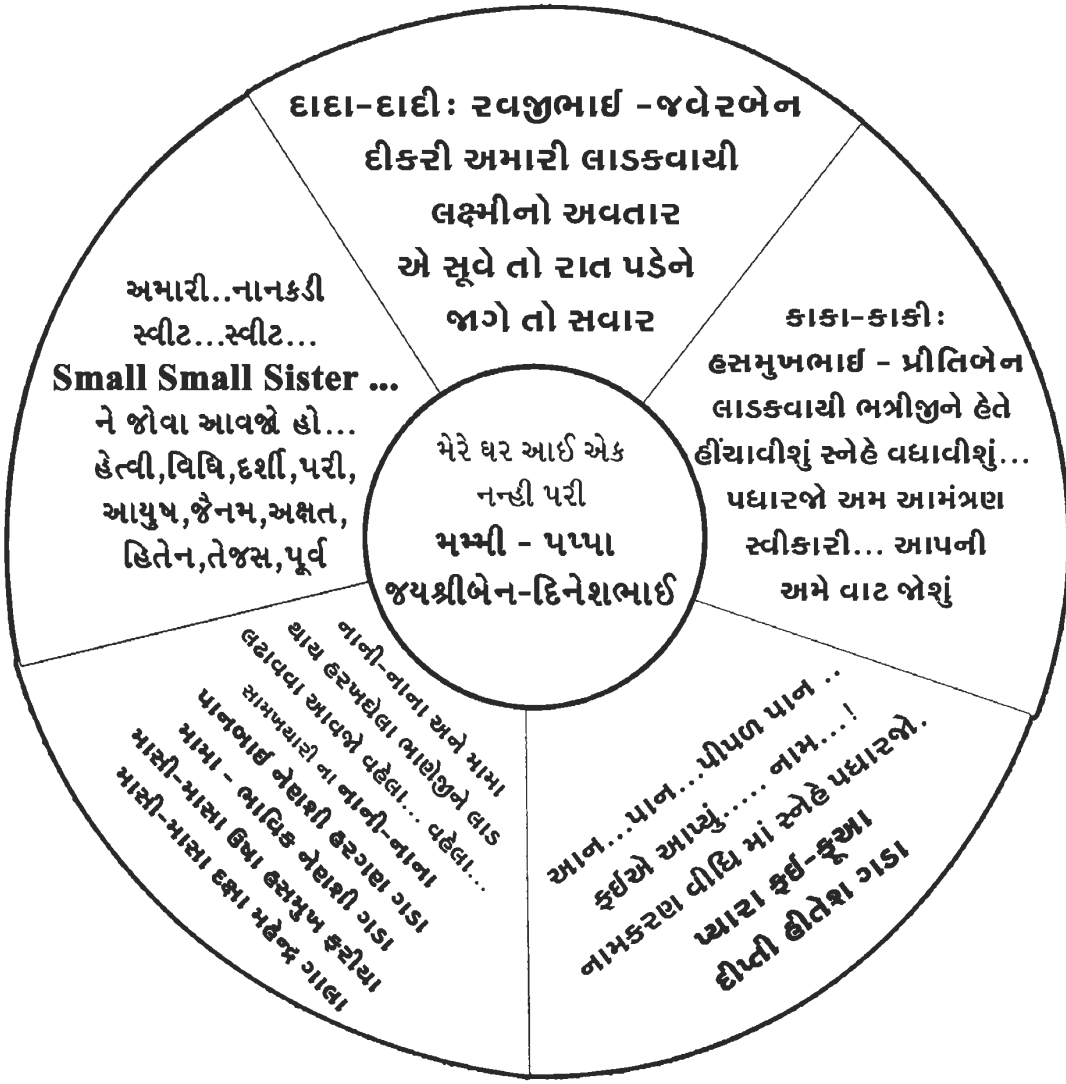 દાદા-દાદી: રવજીભાઈ -જવેરબેન
દીકરી અમારી લાડકવાયી
લક્ષ્મીનો અવતાર
એ સૂવે તો રાત પડેને
જાગે તો સવાર
કાકા-કાકી:
હસમુખભાઈ - પ્રીતિબેન
લાડકવાયી ભત્રીજીને હેતે
હીંચાવીશું સ્નેહે વધાવીશું...
પધારજો અમ આમંત્રણ
સ્વીકારી... આપની
અમે વાટ જોશું
આન...પાન...પીપળ પાન ..
ફઈએ આપ્યું..... નામ...!
નામકરણ વીધિ માં સ્નેહે પધારજો.
પ્યારા ફઇ-ફૂઆ
દીપ્તી હીતેશ ગડા
નાની-નાના અને મામા
થાય હરખઘેલા ભાણેજીને લાડ
લઢાવવા આવજો વહેલા... વહેલા...
સામખયારી ના નાની-નાના
પાનબાઇ નેણશી હરગણ ગડા
મામા - ભાવિક નેણશી ગડા
માસી-માસા ઉષા હસમુખ ફરીયા
માસી-માસા દક્ષા મહેન્દ્ર ગાલા
અમારી..નાનકડી
સ્વીટ...સ્વીટ...
Small Small Sister ...
ને જોવા આવજો હો...
હેત્વી,વિધિ,દર્શી,પરી,
આયુષ,જૈનમ,અક્ષત,
હિતેન,તેજસ,પૂર્વ
મેરે ઘર આઈ એક
નન્હી પરી
મમ્મી - પપ્પા
જયશ્રીબેન-દિનેશભાઈ